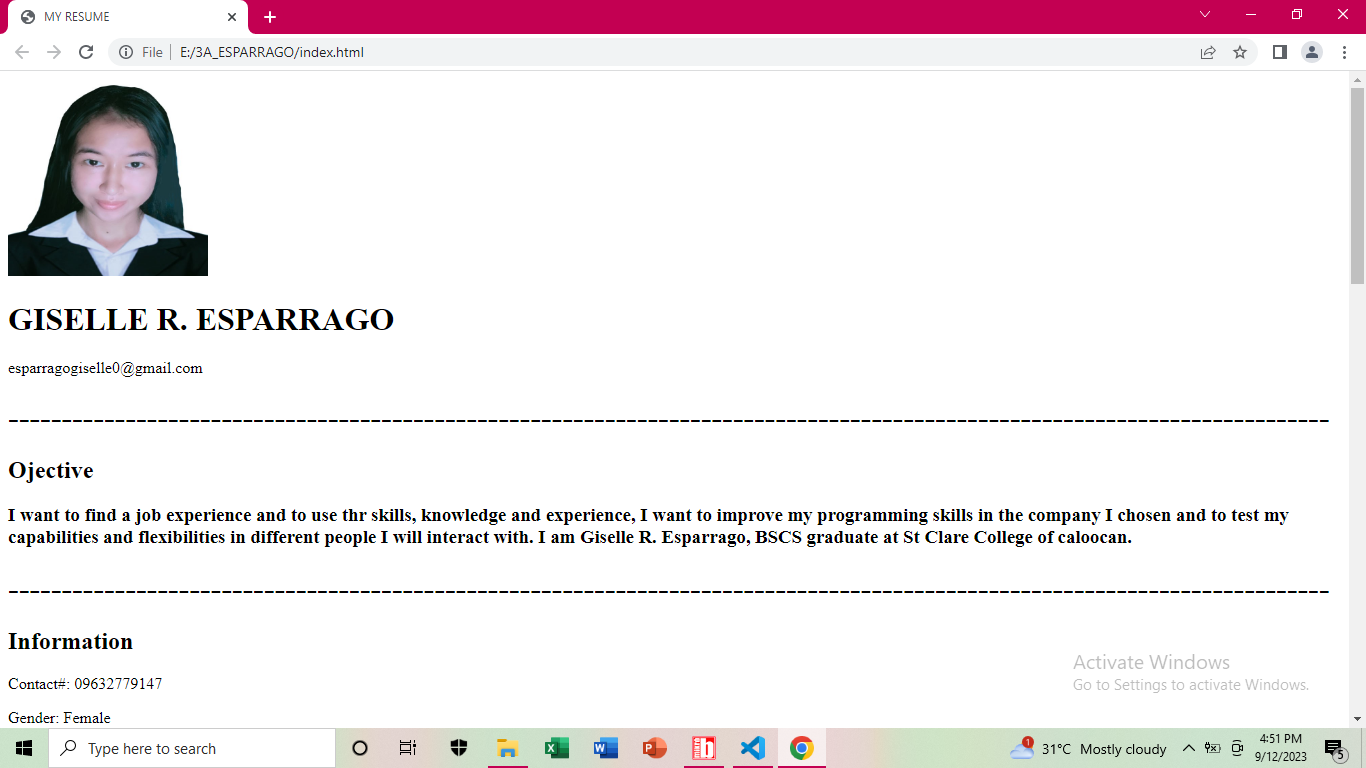 MY RESUME
File
E:/3A_ESPARRAGO/index.html
GISELLE R. ESPARRAGO
esparragogiselle0@gmail.com
Ojective
I want to find a job experience and to use thr skills, knowledge and experience, I want to improve my programming skills in the company I chosen and to test my
capabilities and flexibilities in different people I will interact with. I am Giselle R. Esparrago, BSCS graduate at St Clare College of caloocan.
Information
Contact#: 09632779147
Gender: Female
Activate Windows
Go to Settings to activate Windows.
Type here to search
1
31°C Mostly cloudy
4:51 PM
9/12/2023
5